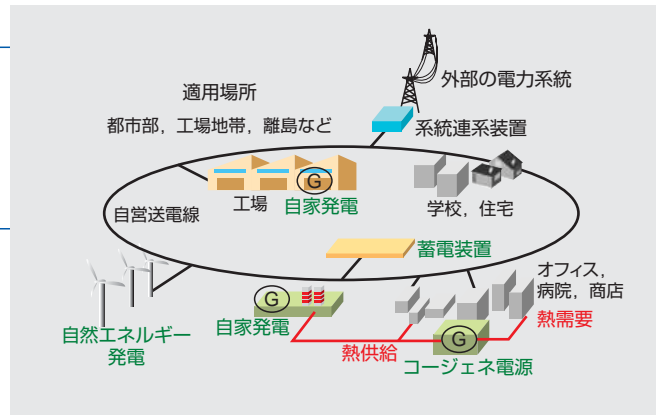 外部の電力系統
適用場所
都市部，工場地帯，離島など
系統連系装置
G
自営送電線
工場
自家発電
学校，住宅
蓄電装置
オフィス，
病院，商店
G
自家発電
熱需要
自然エネルギー
発電
熱供給
G
コージェネ電源